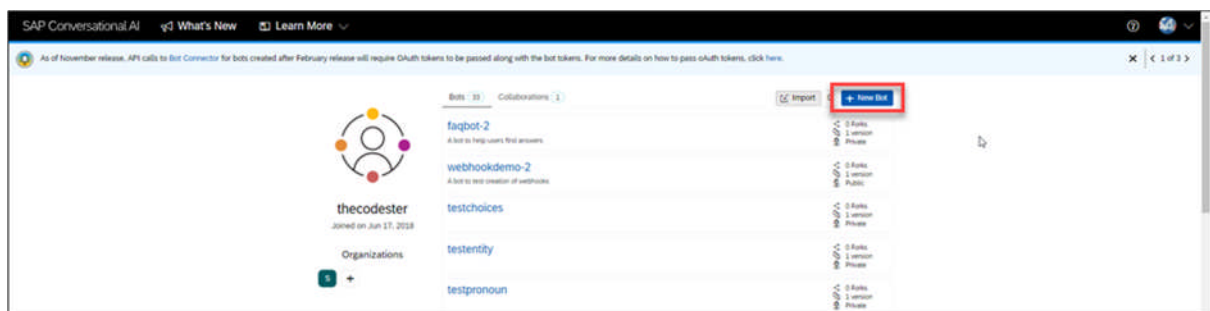 SAP Conversational AI What's New Learn More
As of November release, API calls to Bot Connector for bots created after February release will require OAuth tokens to be passed along with the bot tokens. For more details on how to pass oAuth tokens, click here.
1 of 3
Bots 33 Collaborations 1
Import
+ New Bot
faqbot-2
A bot to help users find answers
0 Forks
1 version
Private
webhookdemo-2
A bot to test creation of webhooks
0 Forks
1 version
Public
thecodester
Joined on Jun 17, 2018
testchoices
0 Forks
1 version
Private
Organizations
S +
testentity
0 Forks
1 version
Private
testpronoun
0 Forks
1 version
Private